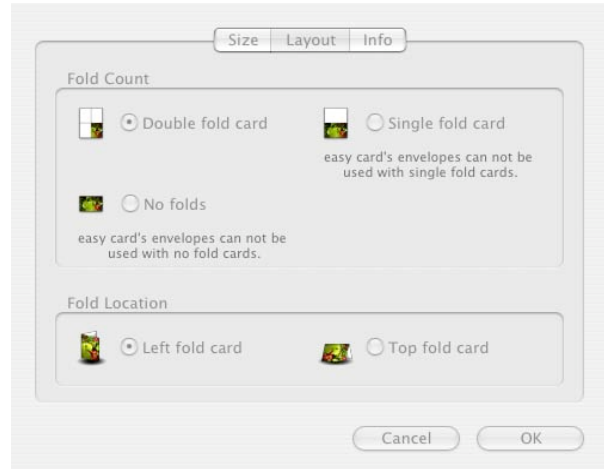 Size Layout Info
Fold Count
Double fold card
Single fold card
easy card's envelopes can not be
used with single fold cards.
No folds
easy card's envelopes can not be
used with no fold cards.
Fold Location
Left fold card
Top fold card
Cancel OK